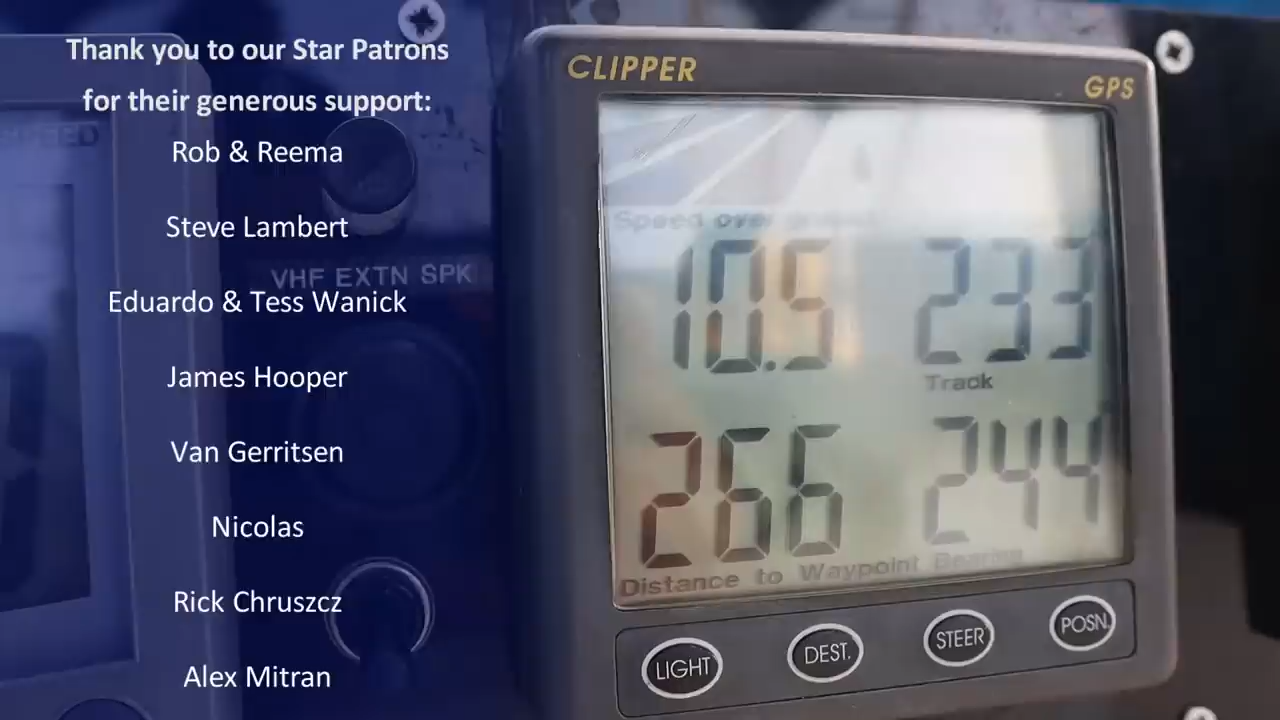 Thank you to our Star Patrons
for their generous support:
Rob & Reema
Steve Lambert
Eduardo & Tess Wanick
James Hooper
Van Gerritsen
Nicolas
Rick Chruszcz
Alex Mitran
SPEED
VHF EXTN SPK
CLIPPER
GPS
Speed over ground
10.5
233
Track
266
244
Distance to Waypoint Bearing
LIGHT
DEST.
STEER
POSN.